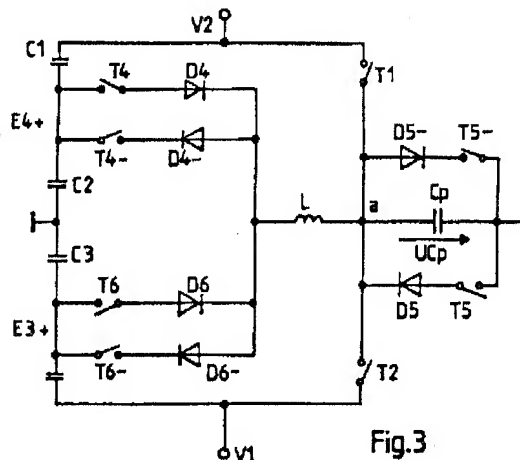 V2
C1
T4
D4
T1
E4+
T4-
D4-
D5-
T5-
C2
L
a
Cp
UCp
C3
T6
D6
D5
T5
E3+
T6-
D6-
T2
V1
Fig.3